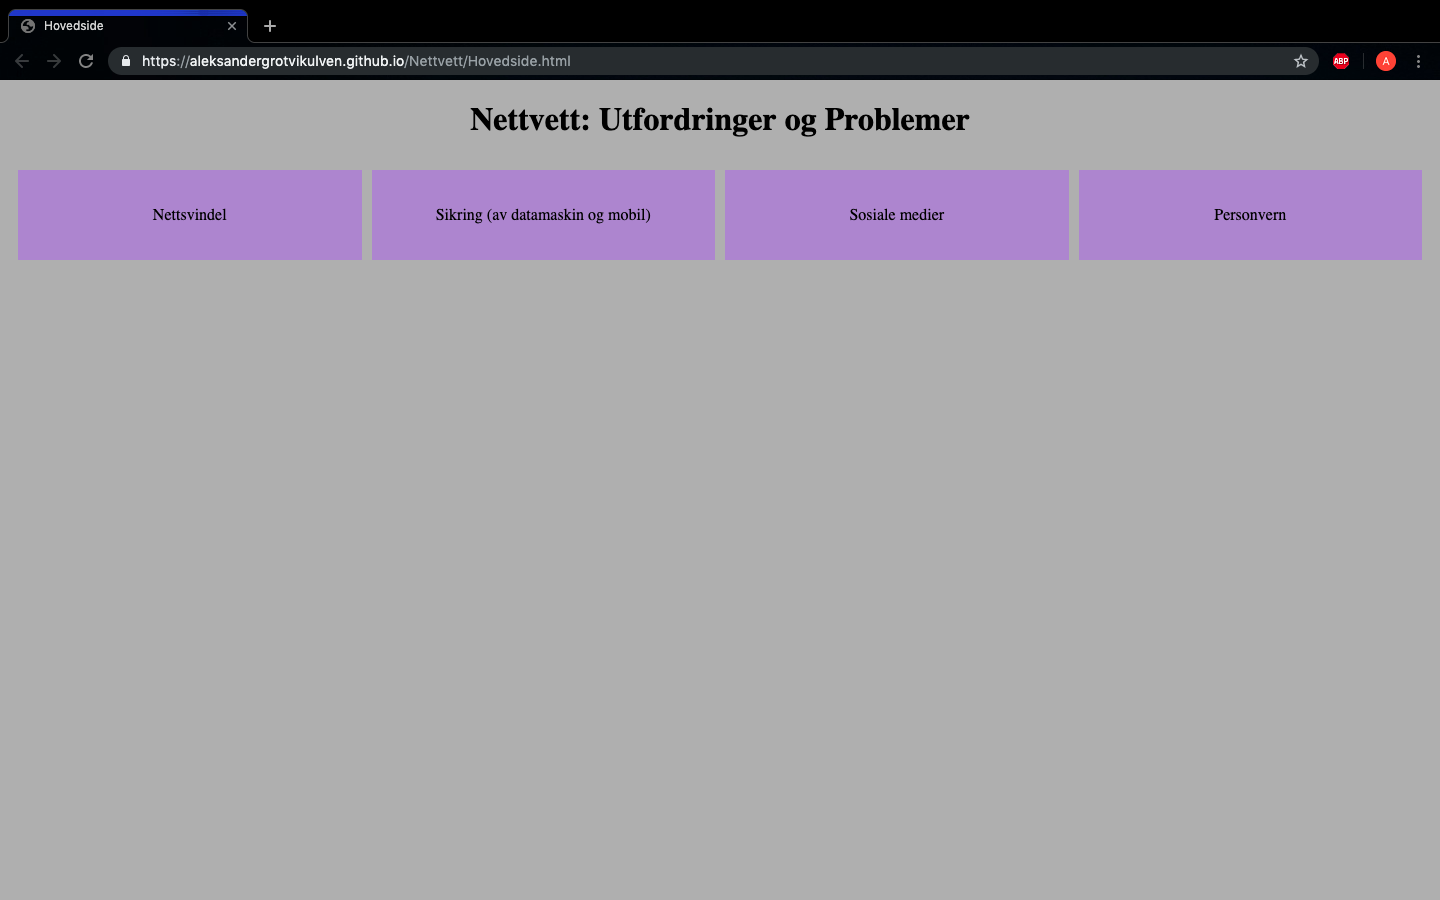 Hovedside
https://aleksandergrotvikulven.github.io/Nettvett/Hovedside.html
ABP
A
Nettvett: Utfordringer og Problemer
Nettsvindel
Sikring (av datamaskin og mobil)
Sosiale medier
Personvern